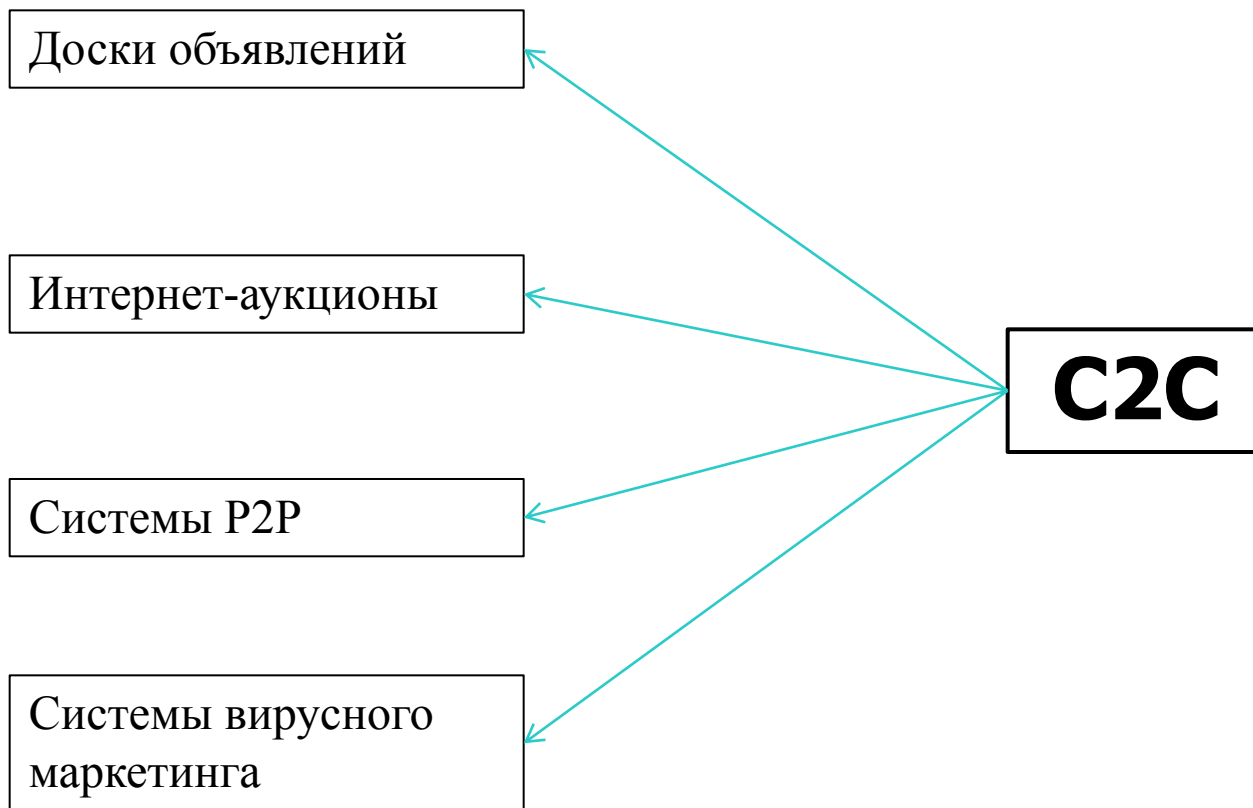 Доски объявлений
Интернет-аукционы
C2C
Системы P2P
Системы вирусного
маркетинга